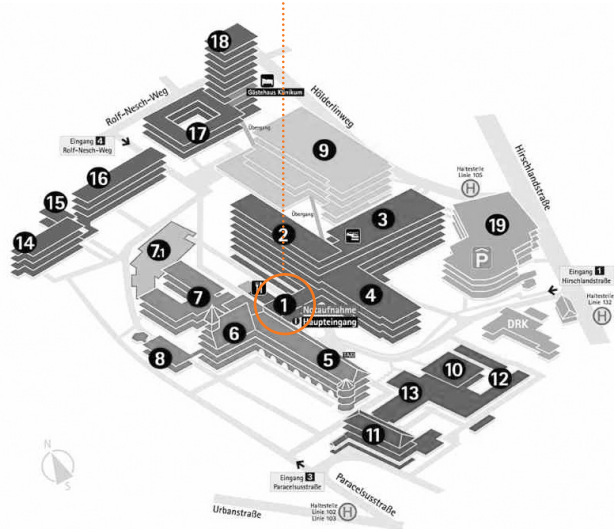 18
Gästehaus Klinikum
Hölderlinweg
Rolf-Nesch-Weg
17
Übergang
Eingang 4
Rolf-Nesch-Weg
9
Hirschlandstraße
16
Haltestelle
Linie 105
H
15
3
Übergang
19
14
2
7.1
P
Eingang 1
Hirschlandstraße
7
1
4
Haltestelle
Linie 132
H
Notaufnahme
Haupteingang
DRK
6
8
5
TAXI
10
12
13
11
N
S
Eingang 3
Paracelsusstraße
Paracelsusstraße
Urbanstraße
Haltestelle
Linie 102
Linie 103
H